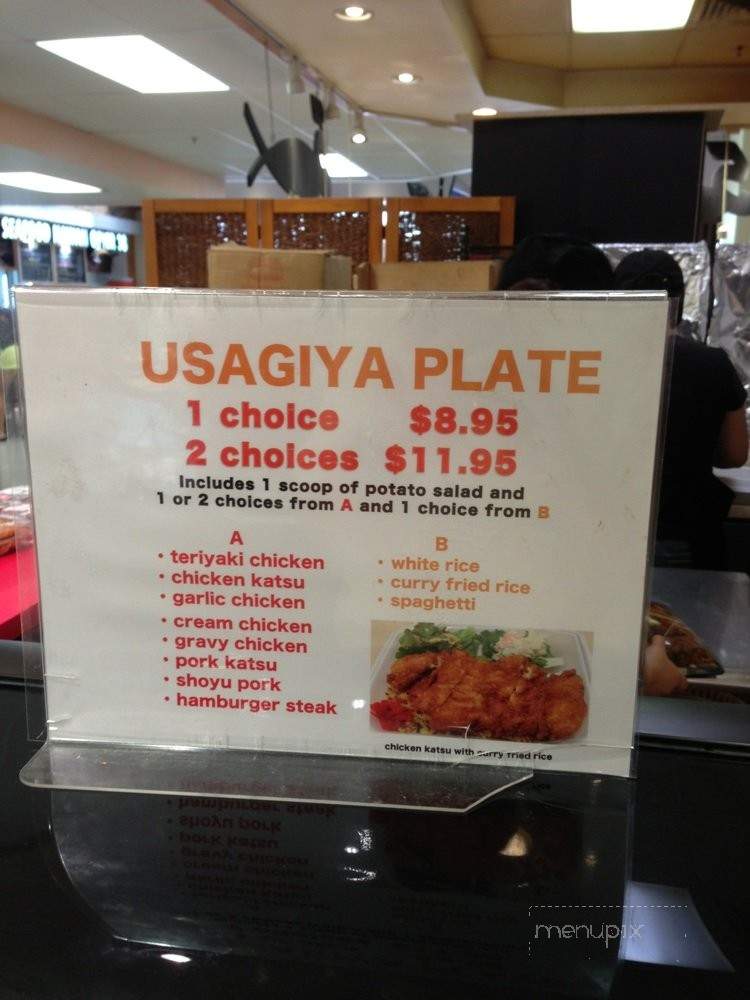 USAGIYA PLATE
1 choice $8.95
2 choices $11.95
Includes 1 scoop of potato salad and
1 or 2 choices from A and 1 choice from B
A
• teriyaki chicken
• chicken katsu
• garlic chicken
• cream chicken
• gravy chicken
• pork katsu
• shoyu pork
• hamburger steak
B
• white rice
• curry fried rice
• spaghetti
chicken katsu with curry fried rice
menupix